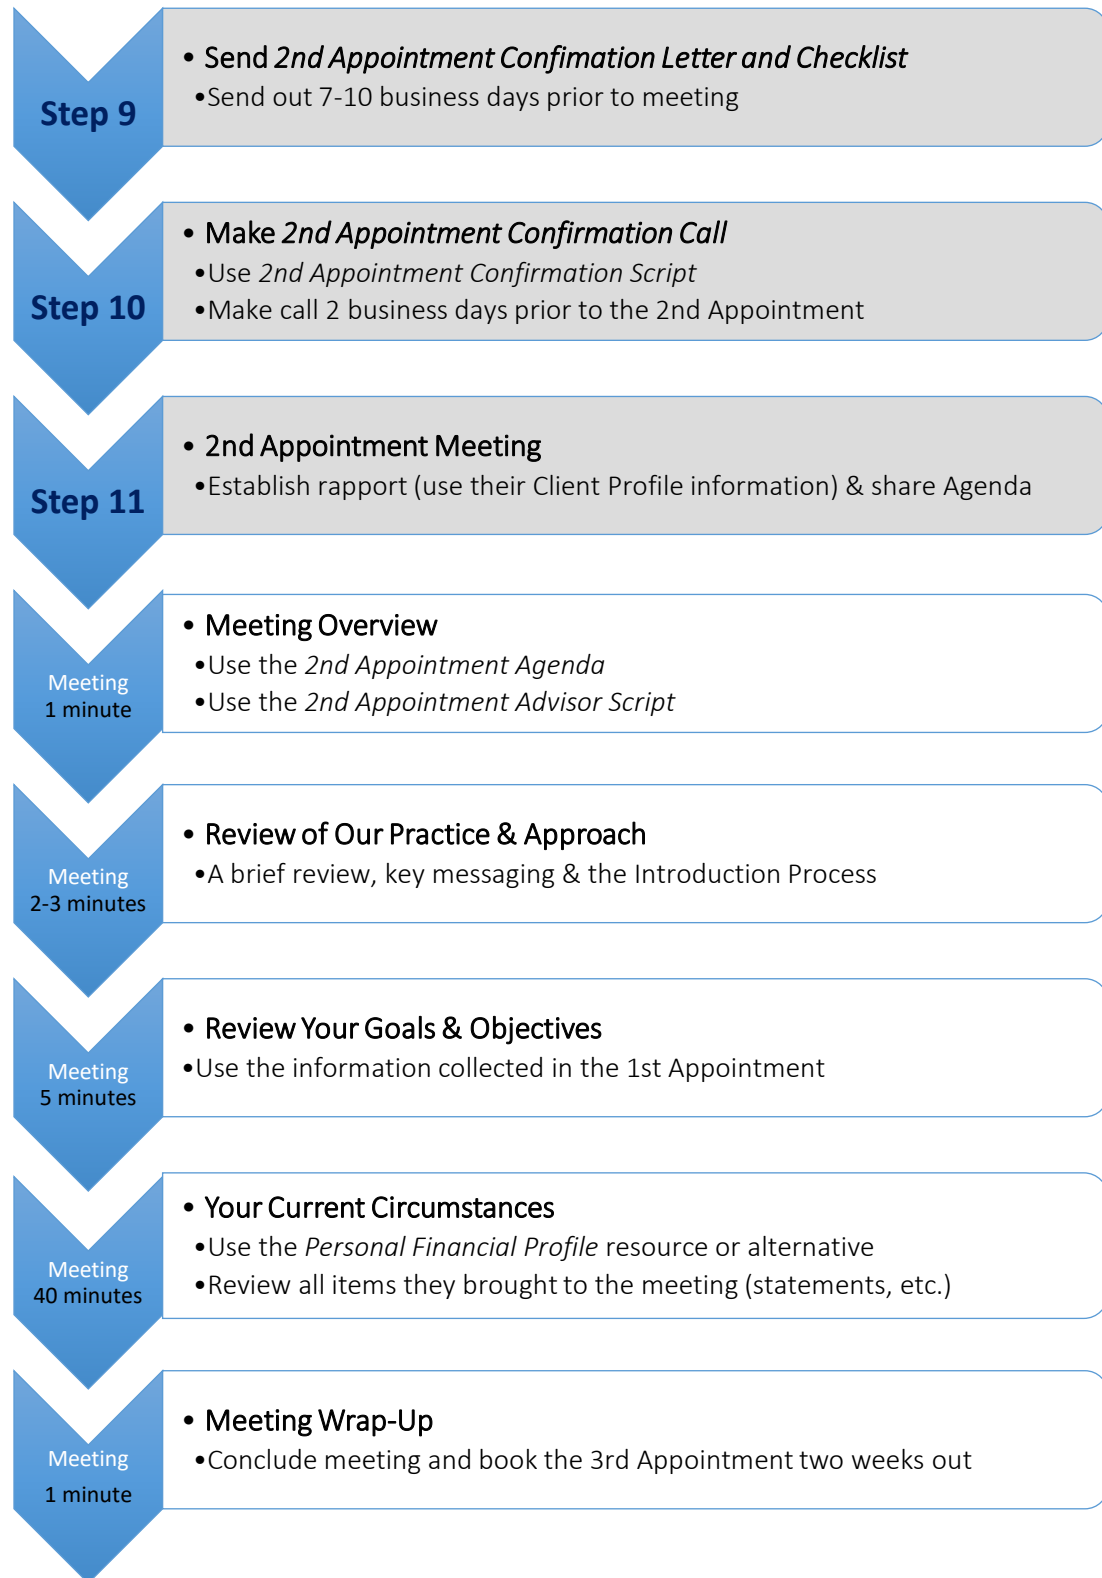 Step 9
• Send 2nd Appointment Confimation Letter and Checklist
•Send out 7-10 business days prior to meeting
Step 10
• Make 2nd Appointment Confirmation Call
•Use 2nd Appointment Confirmation Script
•Make call 2 business days prior to the 2nd Appointment
Step 11
• 2nd Appointment Meeting
•Establish rapport (use their Client Profile information) & share Agenda
Meeting
1 minute
• Meeting Overview
•Use the 2nd Appointment Agenda
•Use the 2nd Appointment Advisor Script
Meeting
2-3 minutes
• Review of Our Practice & Approach
•A brief review, key messaging & the Introduction Process
Meeting
5 minutes
• Review Your Goals & Objectives
•Use the information collected in the 1st Appointment
Meeting
40 minutes
• Your Current Circumstances
•Use the Personal Financial Profile resource or alternative
•Review all items they brought to the meeting (statements, etc.)
Meeting
1 minute
• Meeting Wrap-Up
•Conclude meeting and book the 3rd Appointment two weeks out